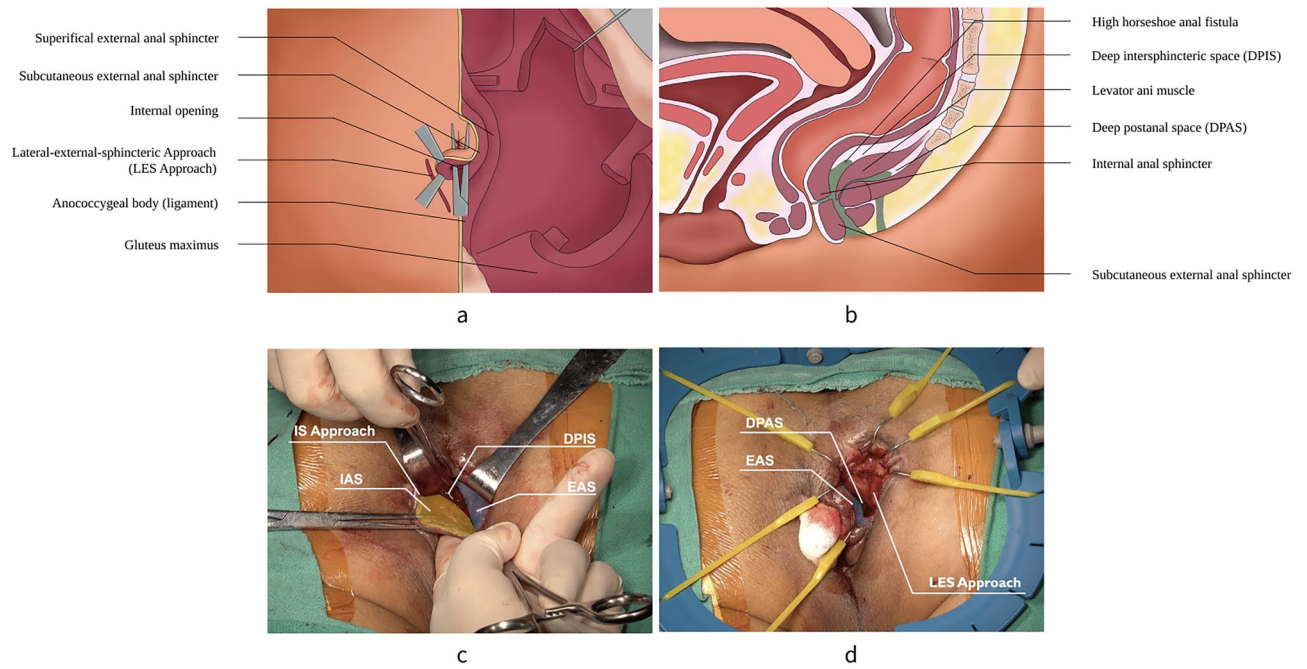 Superifical external anal sphincter
Subcutaneous external anal sphincter
Internal opening
Lateral-external-sphincteric Approach
(LES Approach)
Anococcygeal body (ligament)
Gluteus maximus
High horseshoe anal fistula
Deep intersphincteric space (DPIS)
Levator ani muscle
Deep postanal space (DPAS)
Internal anal sphincter
Subcutaneous external anal sphincter
a
b
IS Approach
DPIS
IAS
EAS
DPAS
EAS
LES Approach
c
d